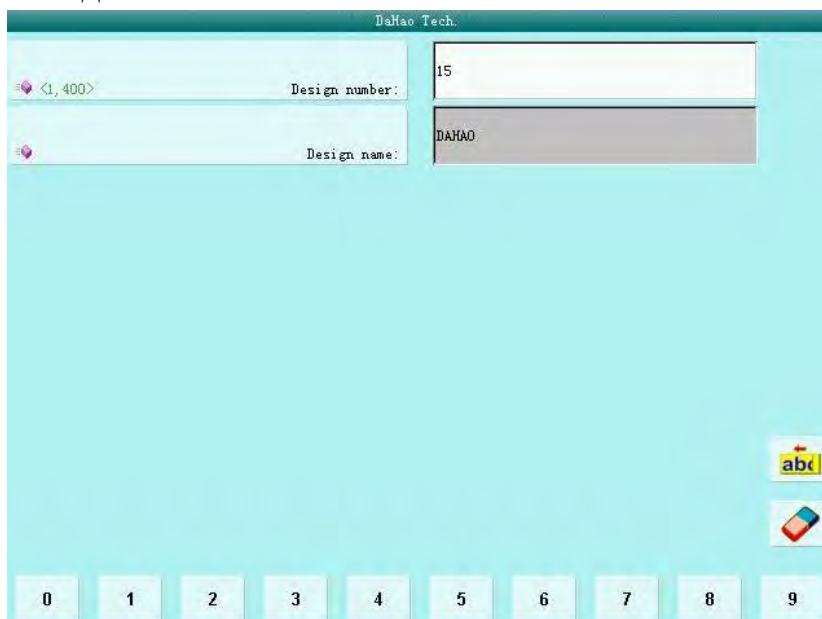 DaHao Tech.
<1,400> Design number: 15
Design name: DAHAO
abc
0 1 2 3 4 5 6 7 8 9